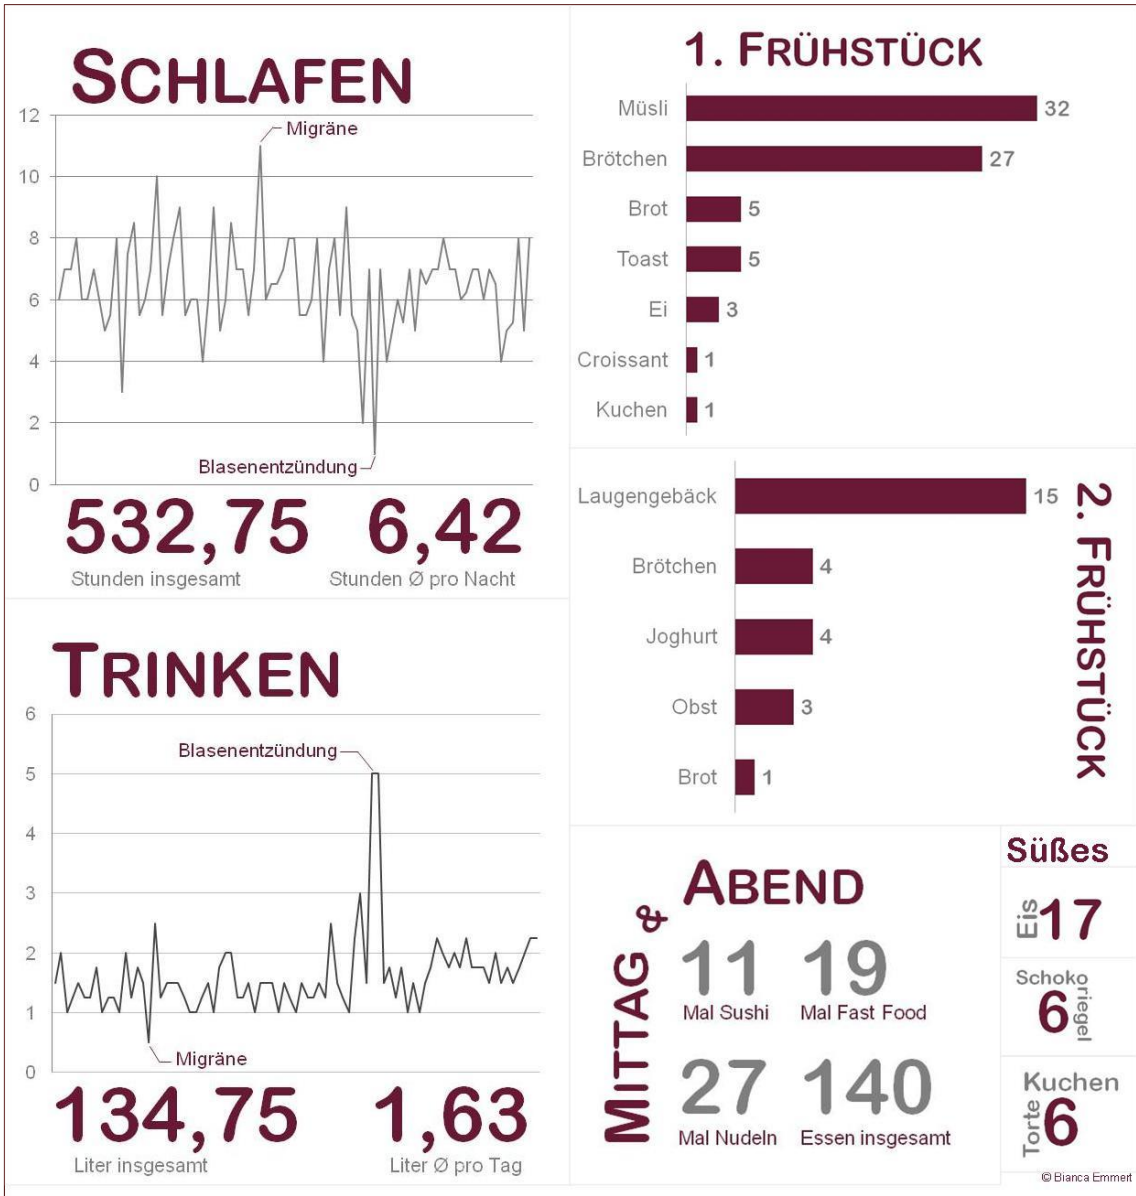 SCHLAFEN
12
10
8
6
4
2
0
Migräne
Blasenentzündung
532,75
Stunden insgesamt
6,42
Stunden Ø pro Nacht
TRINKEN
6
5
4
3
2
1
0
Blasenentzündung
Migräne
134,75
Liter insgesamt
1,63
Liter Ø pro Tag
1. FRÜHSTÜCK
Müsli 32
Brötchen 27
Brot 5
Toast 5
Ei 3
Croissant 1
Kuchen 1
2. FRÜHSTÜCK
Laugengebäck 15
Brötchen 4
Joghurt 4
Obst 3
Brot 1
MITTAG & ABEND
11
Mal Sushi
19
Mal Fast Food
27
Mal Nudeln
140
Essen insgesamt
Süßes
Eis 17
Schokoriegel
6
Kuchen
Torte 6
© Bianca Emmert